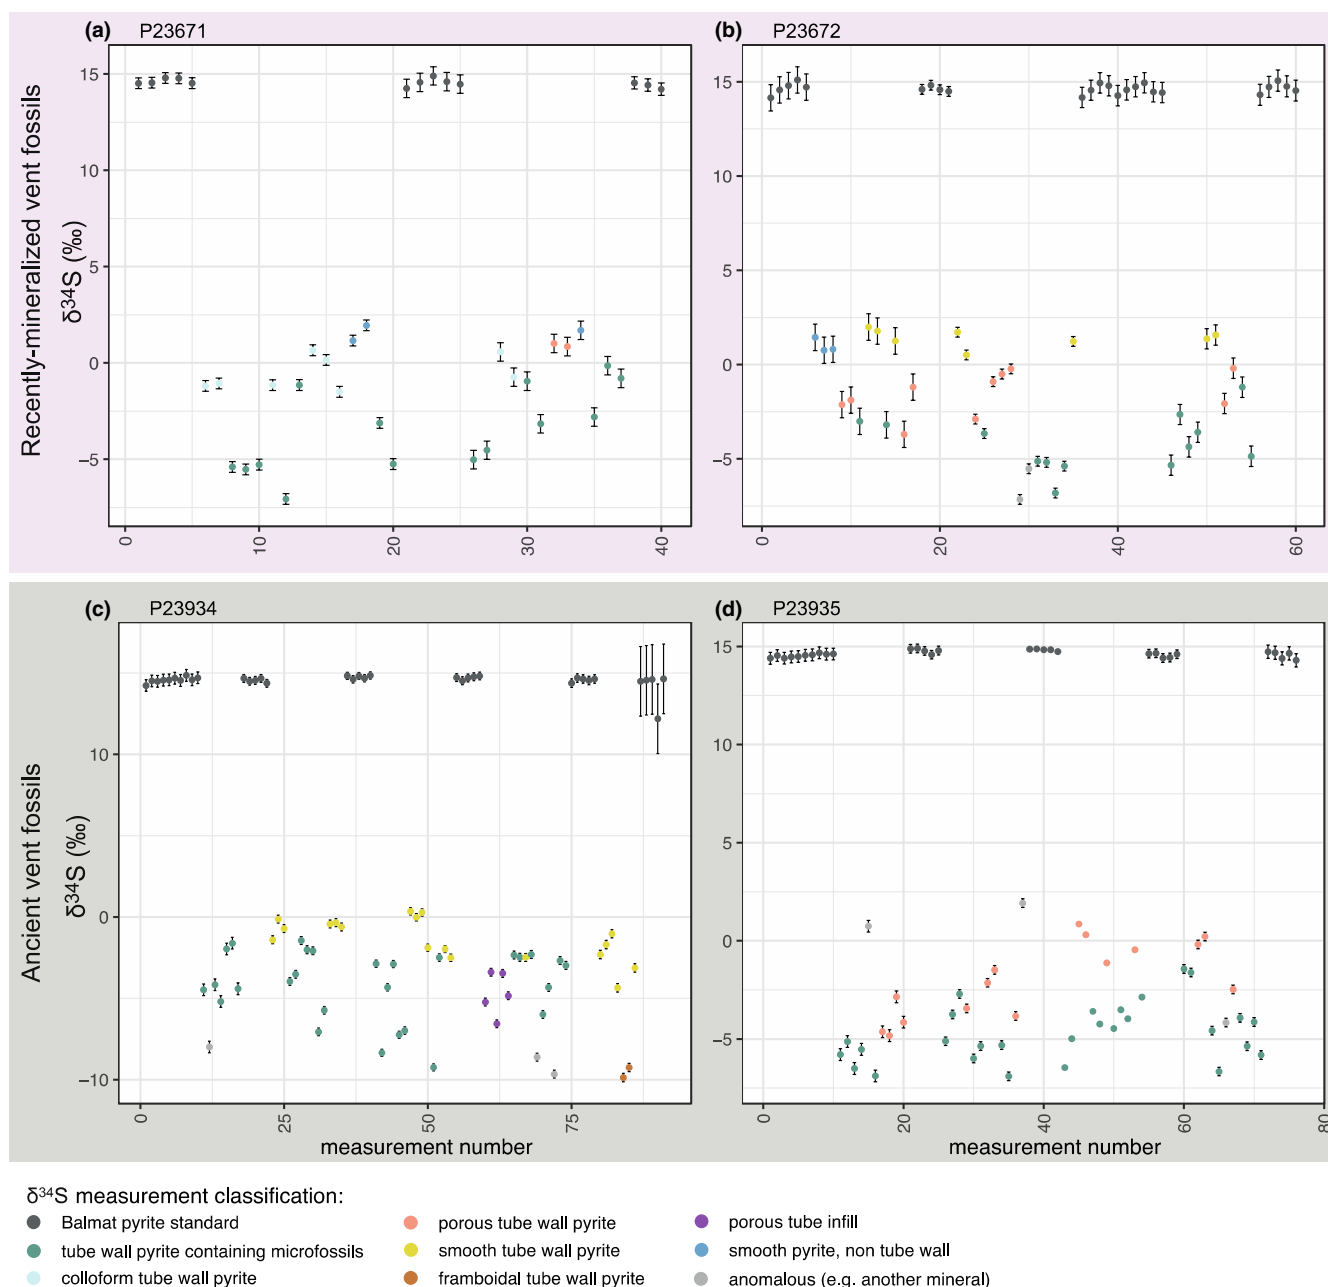 (a) P23671
(b) P23672
Recently-mineralized vent fossils
δ34S (‰)
15
10
5
0
−5
0
10
20
30
40
15
10
5
0
−5
0
20
40
60
(c) P23934
(d) P23935
Ancient vent fossils
δ34S (‰)
10
0
−10
0
25
50
75
measurement number
15
10
5
0
−5
0
20
40
60
80
measurement number
δ34S measurement classification:
Balmat pyrite standard
tube wall pyrite containing microfossils
colloform tube wall pyrite
porous tube wall pyrite
smooth tube wall pyrite
framboidal tube wall pyrite
porous tube infill
smooth pyrite, non tube wall
anomalous (e.g. another mineral)